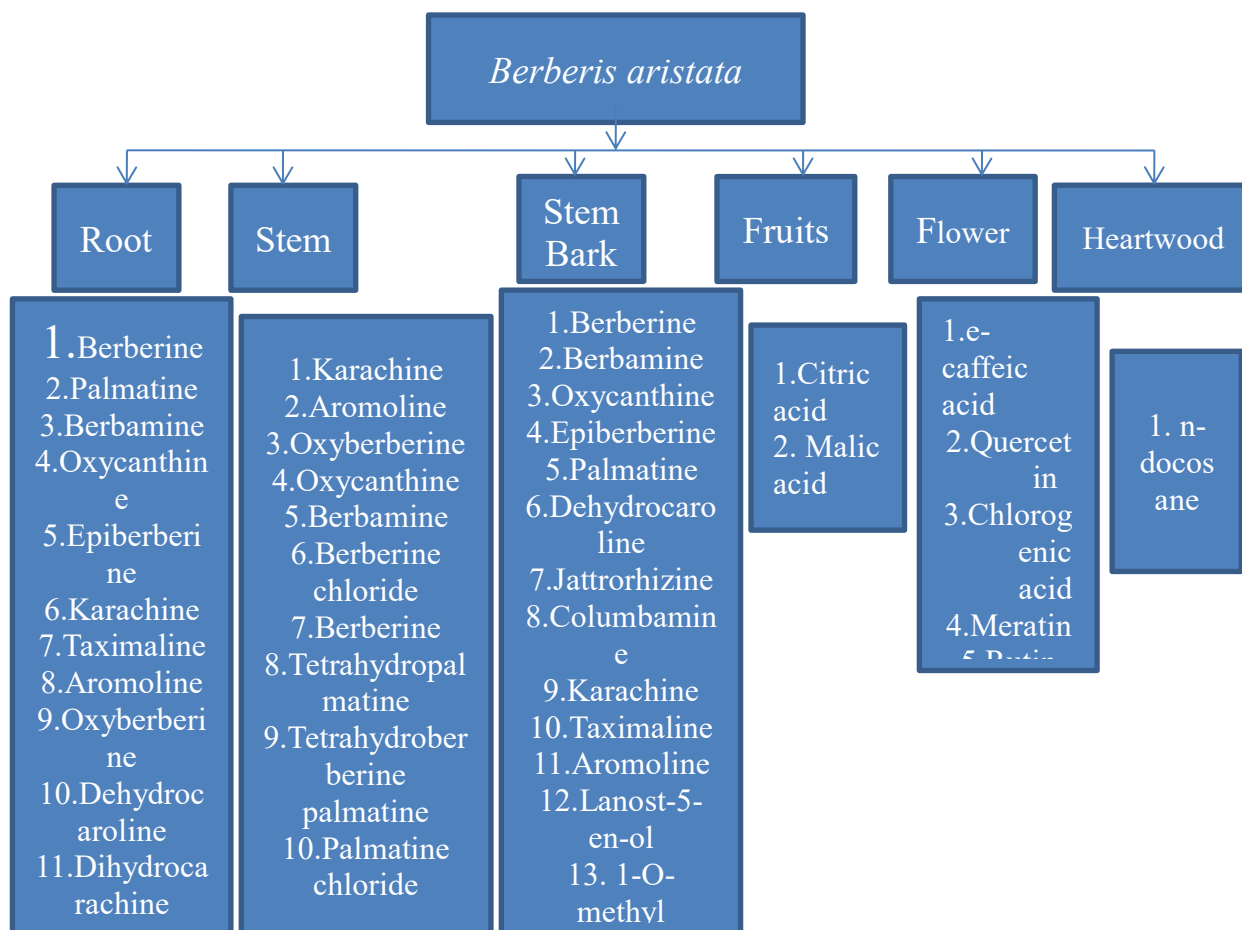 Berberis aristata
Root
Stem
Stem
Bark
Fruits
Flower
Heartwood
1.Berberine
2.Palmatine
3.Berbamine
4.Oxycanthin
e
5.Epiberberi
ne
6.Karachine
7.Taximaline
8.Aromoline
9.Oxyberberi
ne
10.Dehydroc
aroline
11.Dihydroca
rachine
1.Karachine
2.Aromoline
3.Oxyberberine
4.Oxycanthine
5.Berbamine
6.Berberine
chloride
7.Berberine
8.Tetrahydropal
matine
9.Tetrahydrober
berine
palmatine
10.Palmatine
chloride
1.Berberine
2.Berbamine
3.Oxycanthine
4.Epiberberine
5.Palmatine
6.Dehydrocaro
line
7.Jattrorhizine
8.Columbamin
e
9.Karachine
10.Taximaline
11.Aromoline
12.Lanost-5-
en-ol
13. 1-O-
methyl
1.Citric
acid
2. Malic
acid
1.e-
caffeic
acid
2.Quercet
in
3.Chlorog
enic
acid
4.Meratin
5.Rutin
1. n-
docos
ane